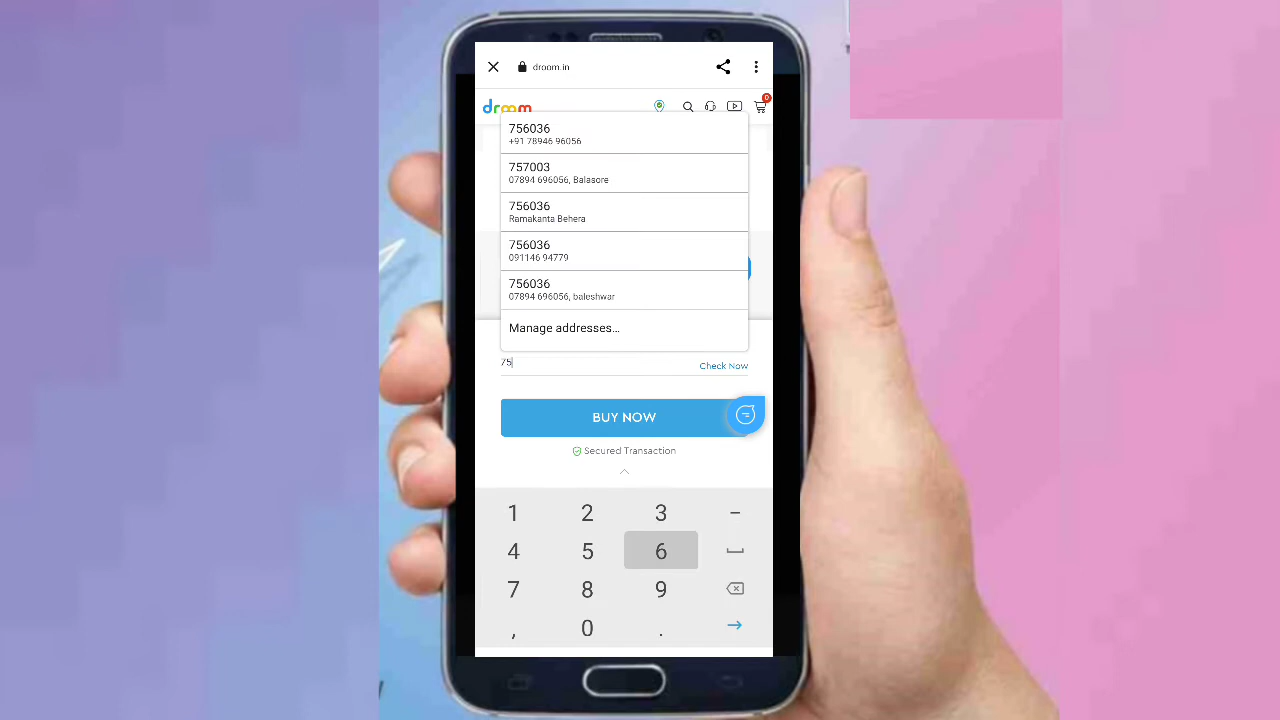 droom.in
droom
0
756036
+91 78946 96056
757003
07894 696056, Balasore
756036
Ramakanta Behera
756036
091146 94779
756036
07894 696056, baleshwar
Manage addresses...
75
Check Now
BUY NOW
Secured Transaction
1 2 3 –
4 5 6
7 8 9
, 0 .